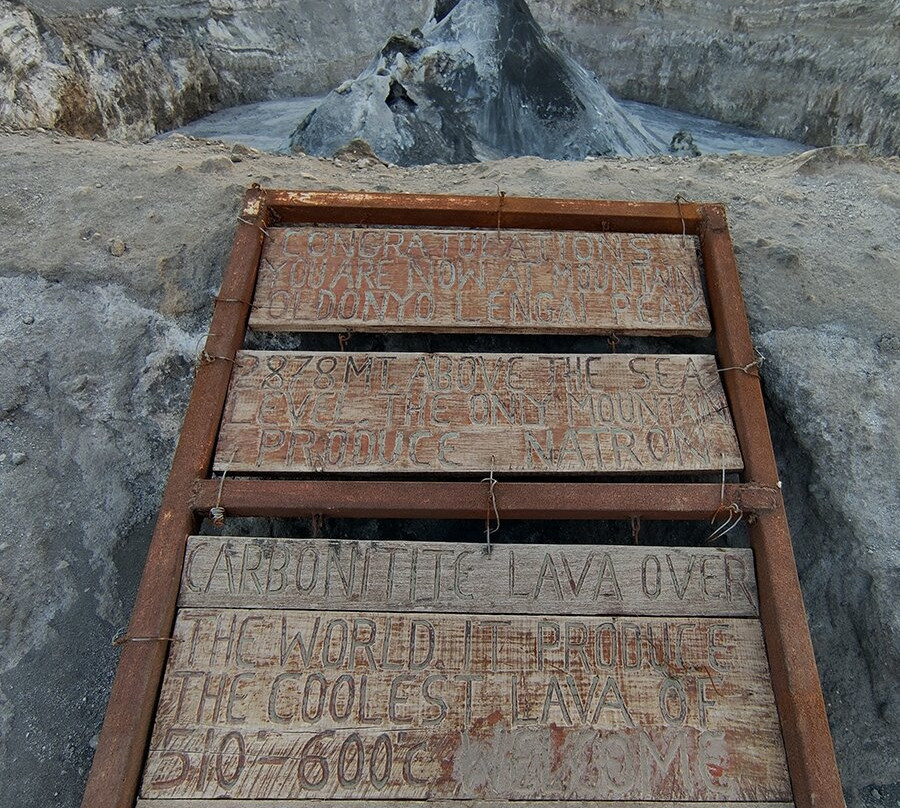 CONGRATULATIONS
YOU ARE NOW AT MOUNTAIN
OLDONYO LENGAI PEAK
2878MT ABOVE THE SEA
LEVEL THE ONLY MOUNTAIN
PRODUCE NATRON
CARBONITITE LAVA OVER
THE WORLD. IT PRODUCE
THE COOLEST LAVA OF
510°-600°C WELCOME